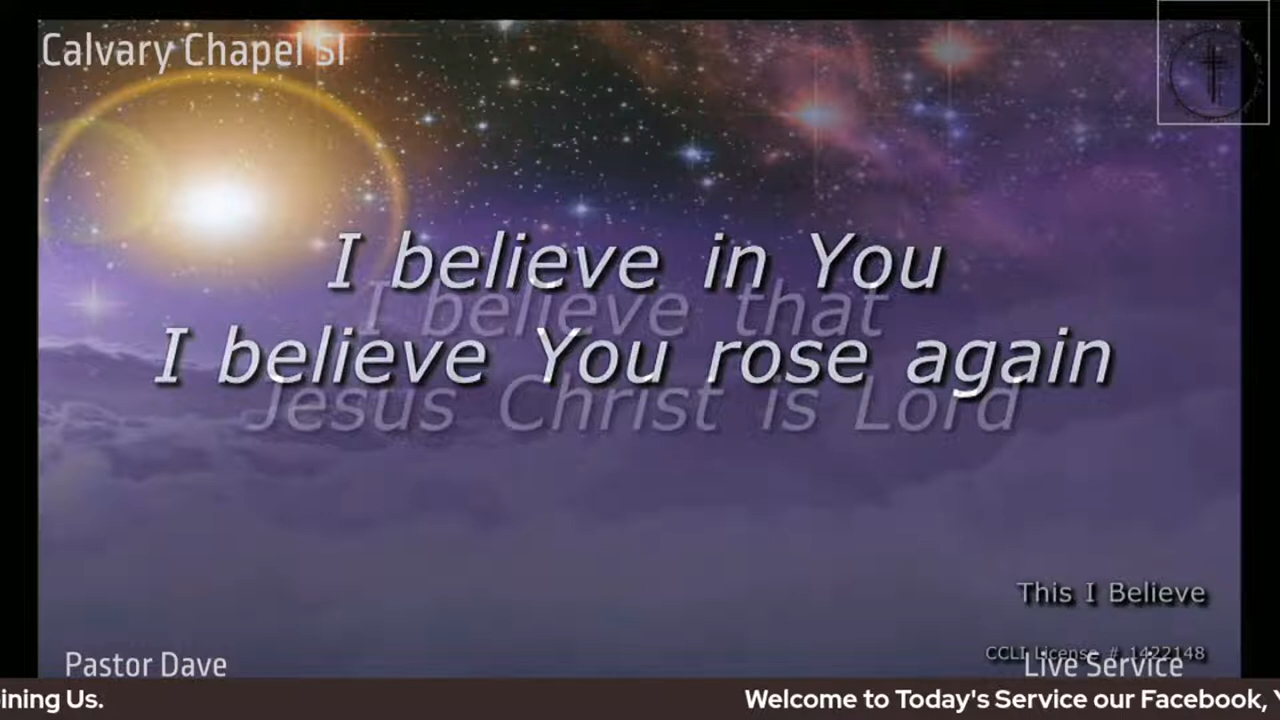 Calvary Chapel Sl
I believe in You
I believe that
I believe You rose again
Jesus Christ is Lord
This I Believe
CCLI License # 1422148
Pastor Dave
Live Service
ining Us.
Welcome to Today's Service our Facebook, Y